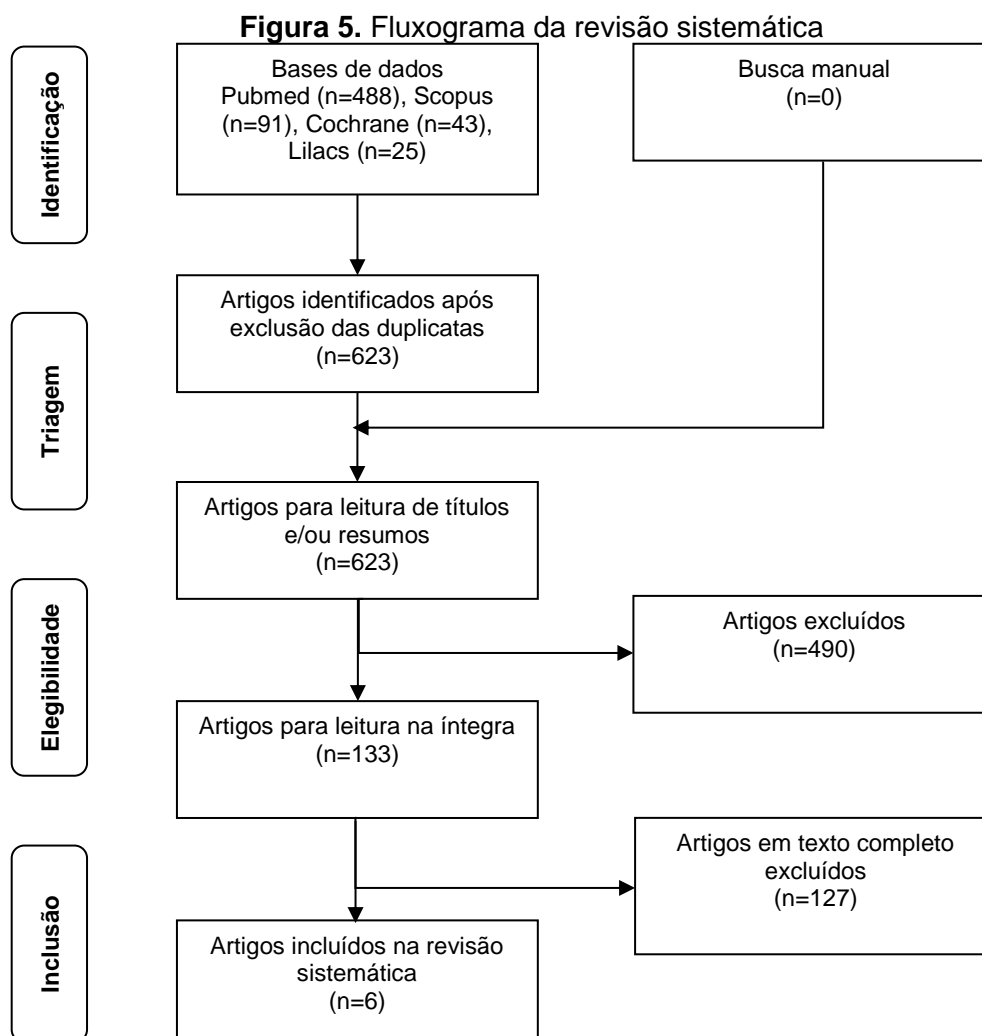 Figura 5. Fluxograma da revisão sistemática
Identificação
Bases de dados
Pubmed (n=488), Scopus
(n=91), Cochrane (n=43),
Lilacs (n=25)
Busca manual
(n=0)
Triagem
Artigos identificados após
exclusão das duplicatas
(n=623)
Artigos para leitura de títulos
e/ou resumos
(n=623)
Elegibilidade
Artigos excluídos
(n=490)
Artigos para leitura na íntegra
(n=133)
Inclusão
Artigos em texto completo
excluídos
(n=127)
Artigos incluídos na revisão
sistemática
(n=6)